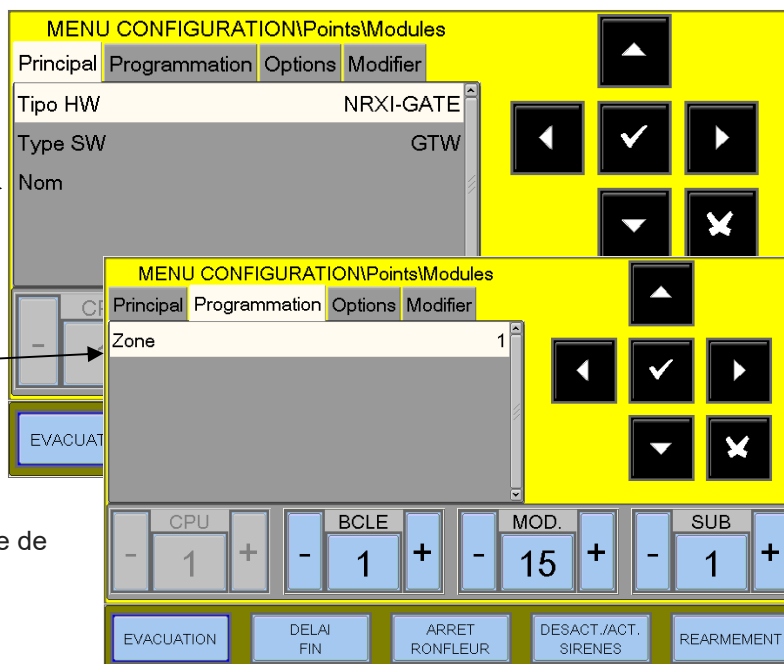 MENU CONFIGURATION\Points\Modules
Principal Programmation Options Modifier
Tipo HW NRXI-GATE
Type SW GTW
Nom
EVACUAT
MENU CONFIGURATION\Points\Modules
Principal Programmation Options Modifier
Zone 1
CPU BCLE MOD. SUB
- 1 + - 1 + - 15 + - 1 +
EVACUATION DELAI FIN ARRET RONFLEUR DESACT./ACT. SIRENES REARMEMENT
e de